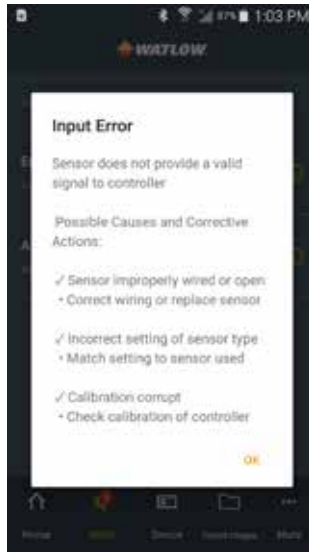 87% 1:03 PM
WATLOW
Input Error
Sensor does not provide a valid
signal to controller
Possible Causes and Corrective
Actions:
✓ Sensor improperly wired or open
• Correct wiring or replace sensor
✓ Incorrect setting of sensor type
• Match setting to sensor used
✓ Calibration corrupt
• Check calibration of controller
OK
Home Device More